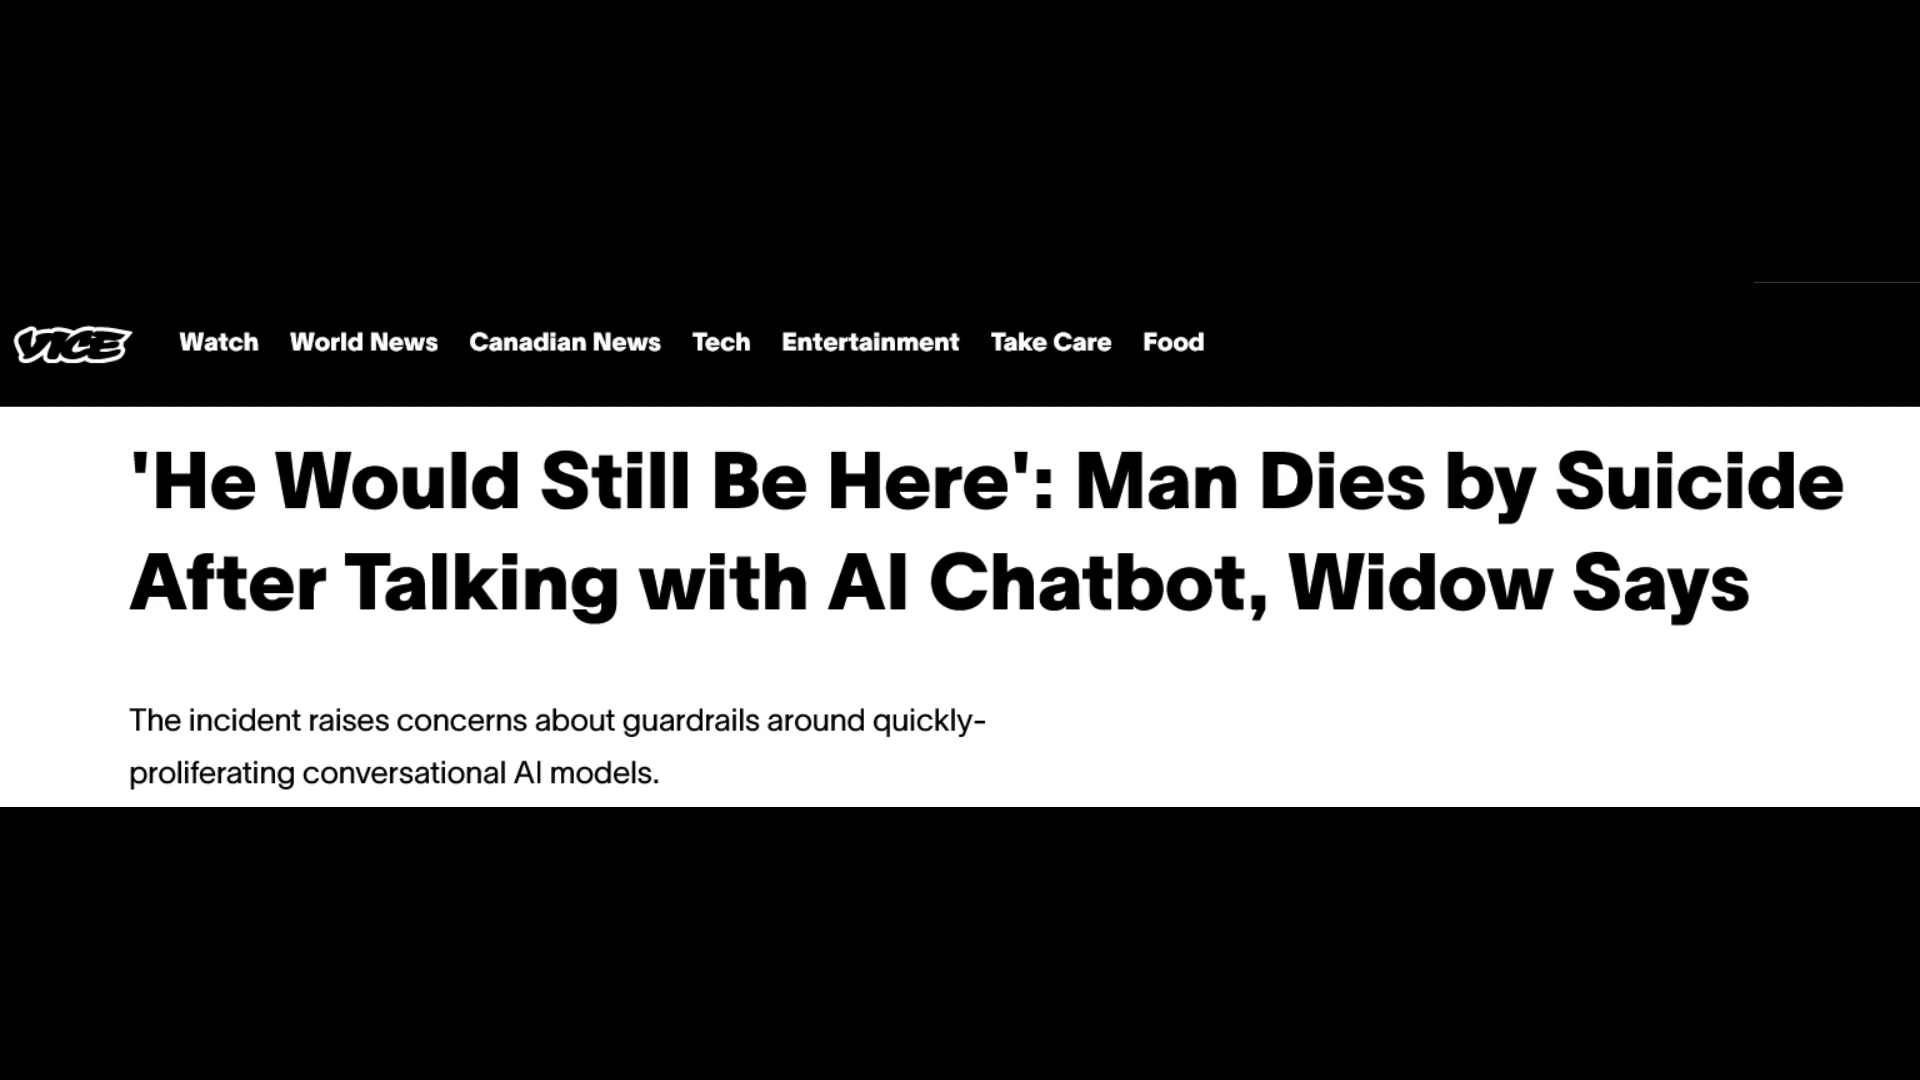 VICE Watch World News Canadian News Tech Entertainment Take Care Food
'He Would Still Be Here': Man Dies by Suicide
After Talking with AI Chatbot, Widow Says
The incident raises concerns about guardrails around quickly-
proliferating conversational AI models.